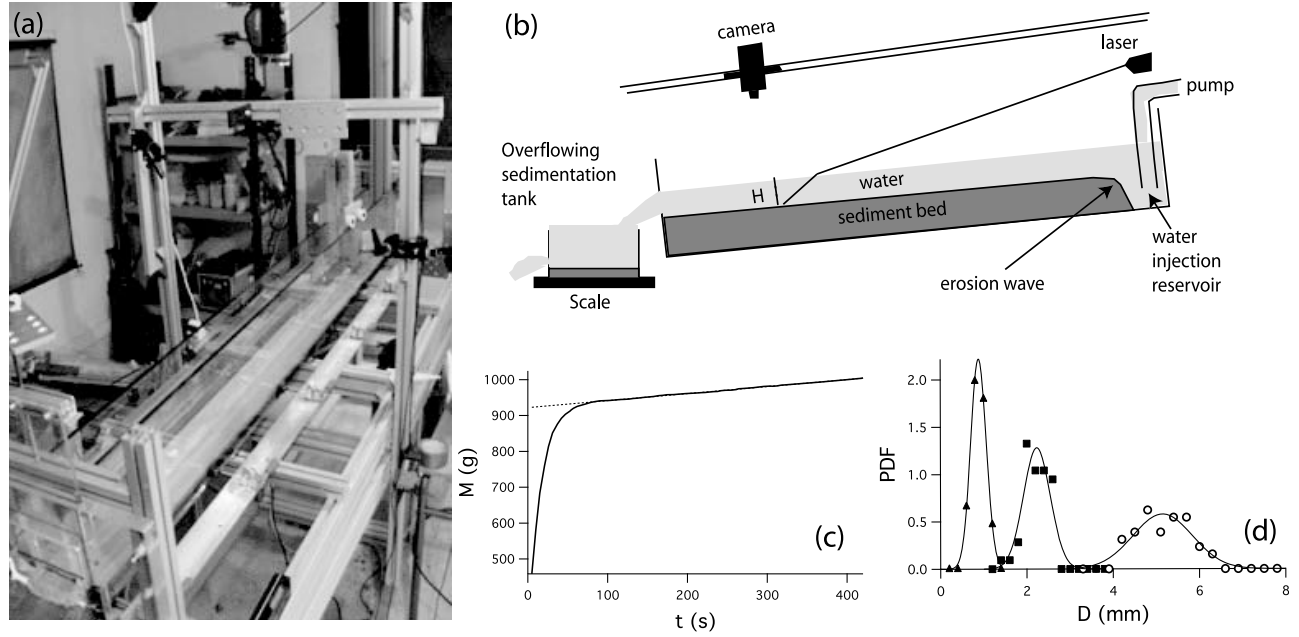 (a)
(b)
camera
laser
pump
Overflowing
sedimentation
tank
H
water
sediment bed
water
injection
reservoir
erosion wave
Scale
1000
900
800
700
600
500
M (g)
0
100
200
300
400
t (s)
(c)
2.0
1.5
1.0
0.5
0.0
PDF
0
2
4
6
8
D (mm)
(d)